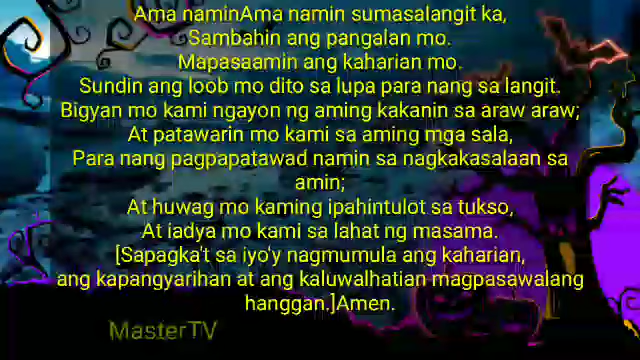 Ama naminAma namin sumasalangit ka,
Sambahin ang pangalan mo.
Mapasaamin ang kaharian mo.
Sundin ang loob mo dito sa lupa para nang sa langit.
Bigyan mo kami ngayon ng aming kakanin sa araw araw;
At patawarin mo kami sa aming mga sala,
Para nang pagpapatawad namin sa nagkakasalaan sa
amin;
At huwag mo kaming ipahintulot sa tukso,
At iadya mo kami sa lahat ng masama.
[Sapagka't sa iyo'y nagmumula ang kaharian,
ang kapangyarihan at ang kaluwalhatian magpasawalang
hanggan.]Amen.
MasterTV